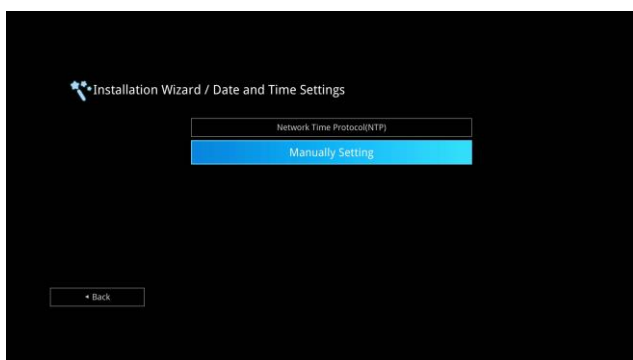 Installation Wizard / Date and Time Settings
Network Time Protocol(NTP)
Manually Setting
◂ Back